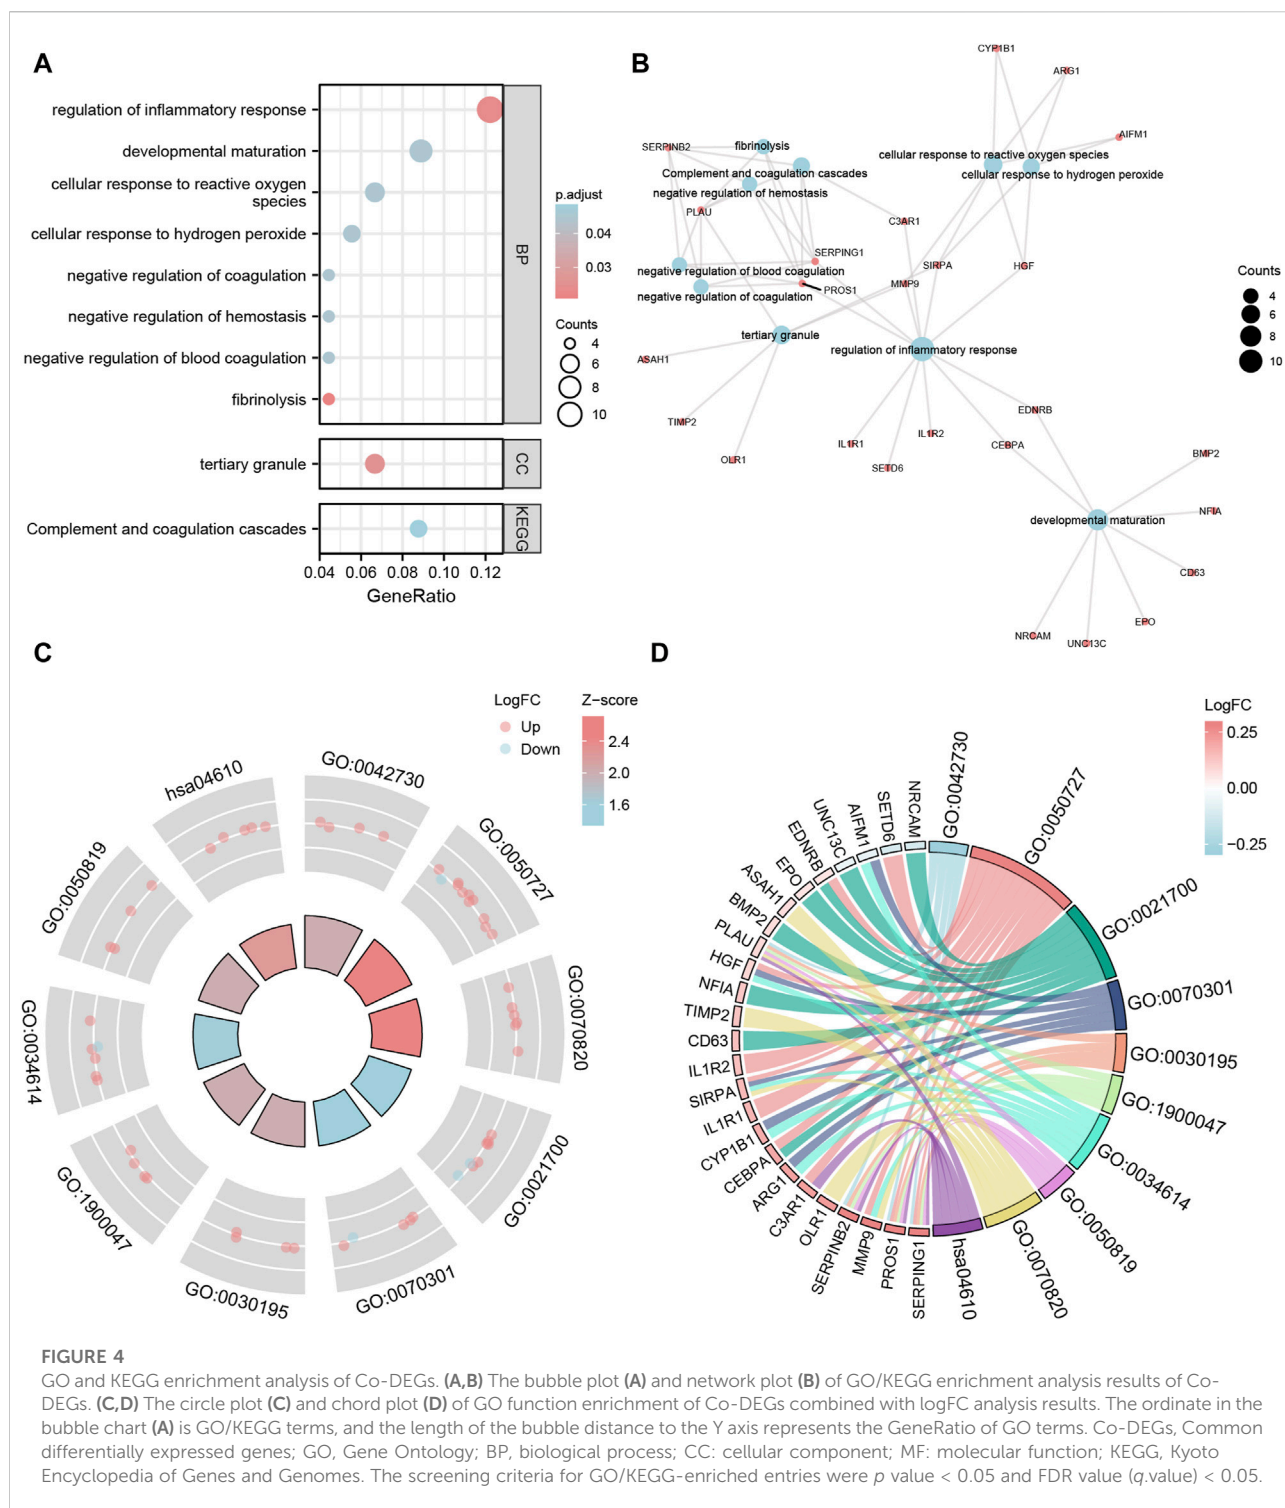 A
regulation of inflammatory response
developmental maturation
cellular response to reactive oxygen
species
cellular response to hydrogen peroxide
negative regulation of coagulation
negative regulation of hemostasis
negative regulation of blood coagulation
fibrinolysis
tertiary granule
Complement and coagulation cascades
BP
CC
KEGG
0.04 0.06 0.08 0.10 0.12
GeneRatio
p.adjust
0.04
0.03
Counts
4
6
8
10
B
CYP1B1
ARG1
AIFM1
SERPINB2
fibrinolysis
cellular response to reactive oxygen species
Complement and coagulation cascades
cellular response to hydrogen peroxide
negative regulation of hemostasis
PLAU
C3AR1
SERPING1
SIRPA
HGF
negative regulation of blood coagulation
MMP9
PROS1
negative regulation of coagulation
tertiary granule
regulation of inflammatory response
ASAH1
EDNRB
TIMP2
IL1R2
IL1R1
CEBPA
OLR1
SETD6
BMP2
NFIA
developmental maturation
CD63
EPO
NRCAM
UNC13C
Counts
4
6
8
10
C
LogFC
Up
Down
Z-score
2.4
2.0
1.6
GO:0042730
GO:0050727
GO:0070820
GO:0021700
GO:0070301
GO:0030195
GO:1900047
GO:0034614
GO:0050819
hsa04610
D
LogFC
0.25
0.00
−0.25
GO:0042730
GO:0050727
GO:0021700
GO:0070301
GO:0030195
GO:1900047
GO:0034614
GO:0050819
GO:0070820
hsa04610
NRCAM
SETD6
AIFM1
UNC13C
EDNRB
EPO
ASAH1
BMP2
PLAU
HGF
NFIA
TIMP2
CD63
IL1R2
SIRPA
IL1R1
CYP1B1
CEBPA
ARG1
C3AR1
OLR1
SERPINB2
MMP9
PROS1
SERPING1
FIGURE 4
GO and KEGG enrichment analysis of Co-DEGs. (A,B) The bubble plot (A) and network plot (B) of GO/KEGG enrichment analysis results of Co-
DEGs. (C,D) The circle plot (C) and chord plot (D) of GO function enrichment of Co-DEGs combined with logFC analysis results. The ordinate in the
bubble chart (A) is GO/KEGG terms, and the length of the bubble distance to the Y axis represents the GeneRatio of GO terms. Co-DEGs, Common
differentially expressed genes; GO, Gene Ontology; BP, biological process; CC: cellular component; MF: molecular function; KEGG, Kyoto
Encyclopedia of Genes and Genomes. The screening criteria for GO/KEGG-enriched entries were p value < 0.05 and FDR value (q.value) < 0.05.